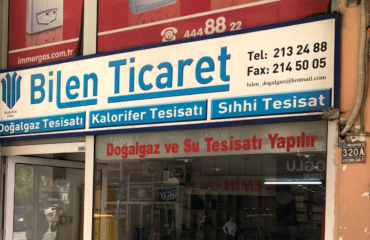 immergas.com.tr
444 88 22
Bilen Ticaret
Tel: 213 24 88
Fax: 214 50 05
bilen_dogalgaz@hotmail.com
Doğalgaz Tesisatı
Kalorifer Tesisatı
Sıhhi Tesisat
Doğalgaz ve Su Tesisatı Yapılır
320A